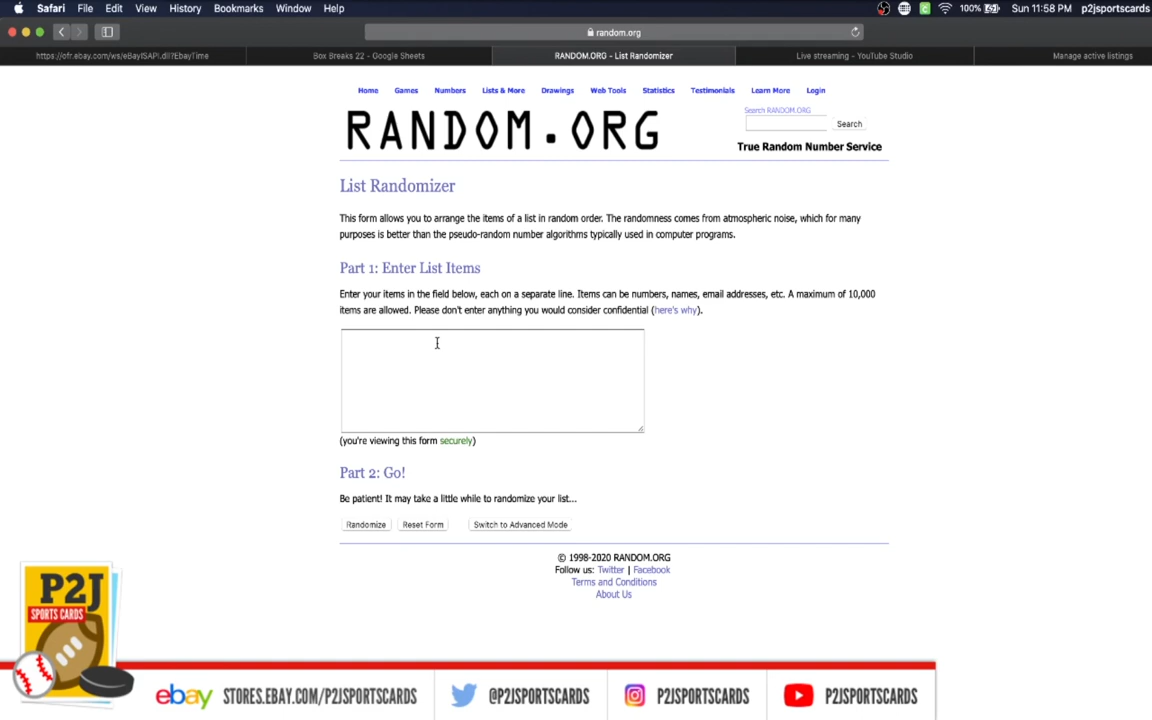 Safari File Edit View History Bookmarks Window Help 100% Sun 11:58 PM p2jsportscards
random.org
https://ofr.ebay.com/ws/eBayISAPI.dll?EbayTime Box Breaks 22 - Google Sheets RANDOM.ORG - List Randomizer Live streaming - YouTube Studio Manage active listings
Home Games Numbers Lists & More Drawings Web Tools Statistics Testimonials Learn More Login
Search RANDOM.ORG
Search
RANDOM.ORG
True Random Number Service
List Randomizer
This form allows you to arrange the items of a list in random order. The randomness comes from atmospheric noise, which for many
purposes is better than the pseudo-random number algorithms typically used in computer programs.
Part 1: Enter List Items
Enter your items in the field below, each on a separate line. Items can be numbers, names, email addresses, etc. A maximum of 10,000
items are allowed. Please don't enter anything you would consider confidential (here's why).
(you're viewing this form securely)
Part 2: Go!
Be patient! It may take a little while to randomize your list...
Randomize Reset Form Switch to Advanced Mode
© 1998-2020 RANDOM.ORG
Follow us: Twitter | Facebook
Terms and Conditions
About Us
P2J
SPORTS CARDS
ebay STORES.EBAY.COM/P2JSPORTSCARDS @P2JSPORTSCARDS P2JSPORTSCARDS P2JSPORTSCARDS